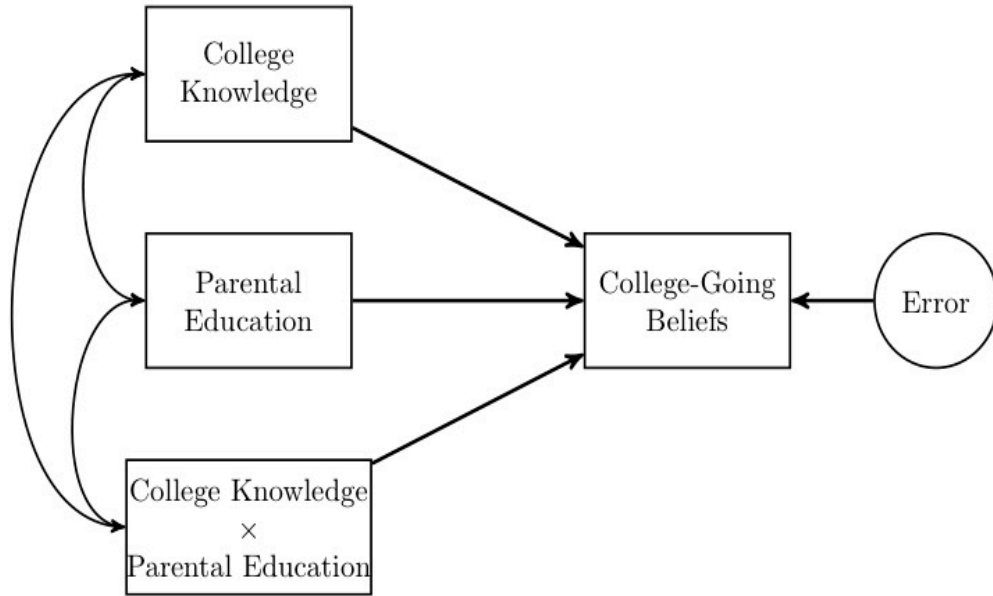 College
Knowledge
Parental
Education
College-Going
Beliefs
Error
College Knowledge
×
Parental Education